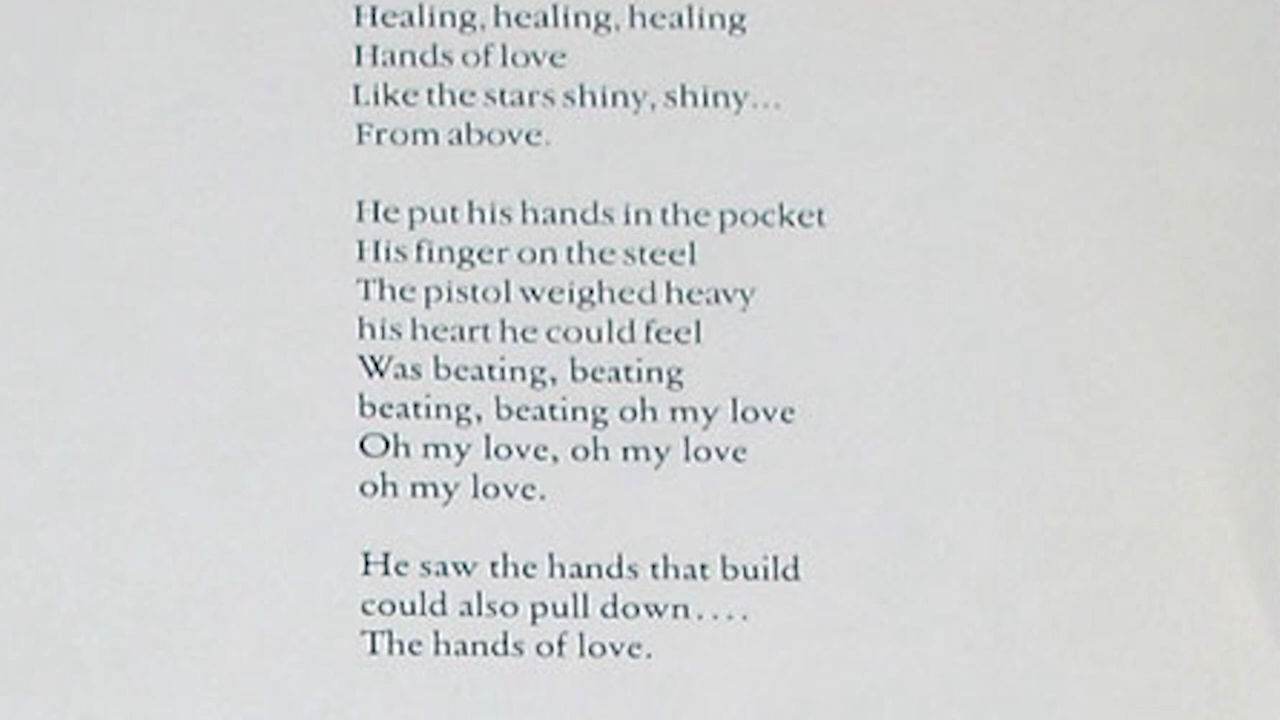 Healing, healing, healing
Hands of love
Like the stars shiny, shiny...
From above.
He put his hands in the pocket
His finger on the steel
The pistol weighed heavy
his heart he could feel
Was beating, beating
beating, beating oh my love
Oh my love, oh my love
oh my love.
He saw the hands that build
could also pull down....
The hands of love.